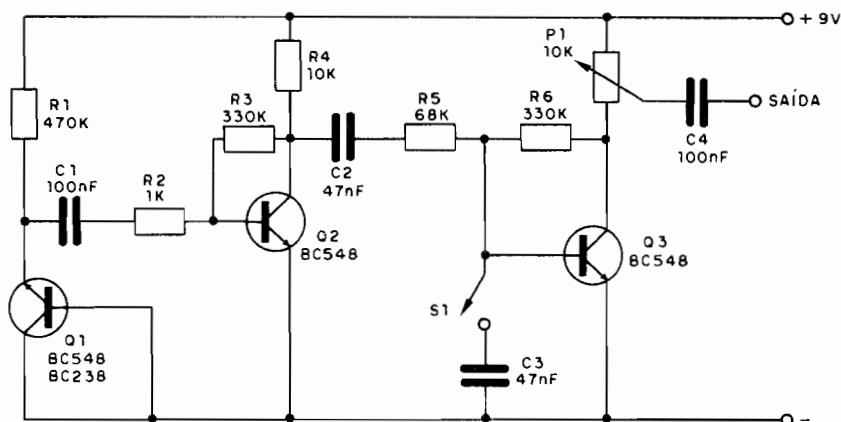 + 9V
P1
10K
R4
10K
R1
470K
R3
330K
R5
68K
R6
330K
SAÍDA
C4
100nF
C1
100nF
R2
1K
C2
47nF
Q2
BC548
Q3
BC548
S1
Q1
BC548
BC238
C3
47nF
-